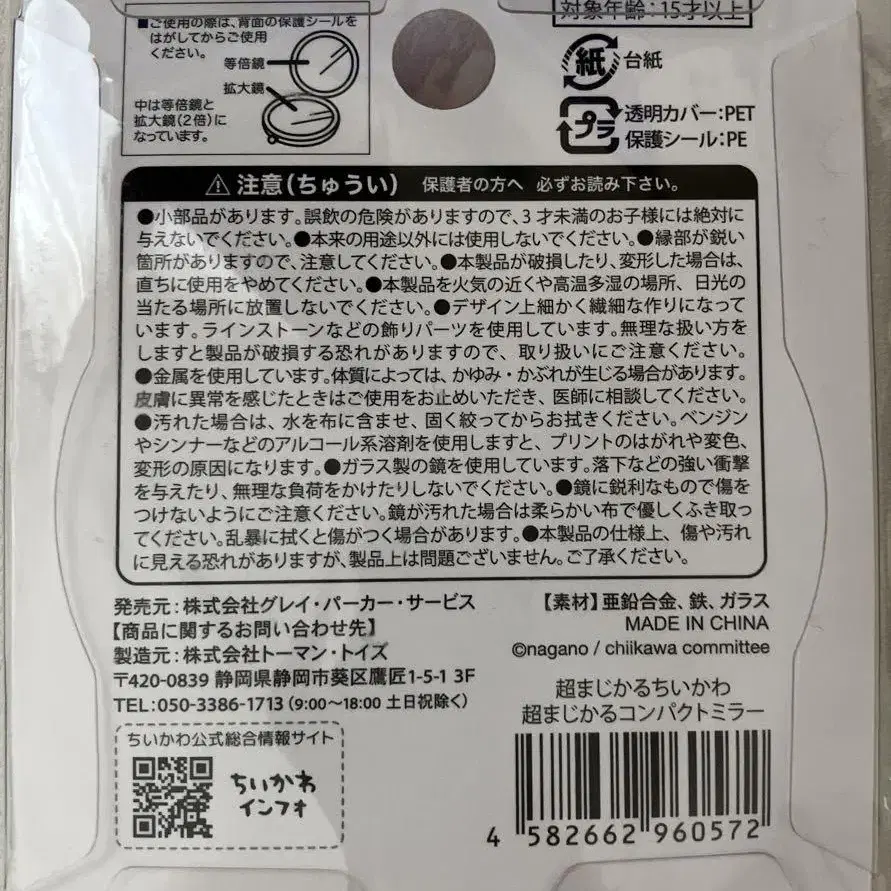 ■ご使用の際は、背面の保護シールを
はがしてからご使用
ください。
等倍鏡
拡大鏡
中は等倍鏡と
拡大鏡(2倍)に
なっています。
対象年齢:15才以上
紙 台紙
プラ 透明カバー:PET
保護シール:PE
⚠ 注意(ちゅうい) 保護者の方へ 必ずお読み下さい。
●小部品があります。誤飲の危険がありますので、3才未満のお子様には絶対に
与えないでください。●本来の用途以外には使用しないでください。●縁部が鋭い
箇所がありますので、注意してください。●本製品が破損したり、変形した場合は、
直ちに使用をやめてください。●本製品を火気の近くや高温多湿の場所、日光の
当たる場所に放置しないでください。●デザイン上細かく繊細な作りになって
います。ラインストーンなどの飾りパーツを使用しています。無理な扱い方を
しますと製品が破損する恐れがありますので、取り扱いにご注意ください。
●金属を使用しています。体質によっては、かゆみ・かぶれが生じる場合があります。
皮膚に異常を感じたときはご使用をお止めいただき、医師に相談してください。
●汚れた場合は、水を布に含ませ、固く絞ってからお拭きください。ベンジン
やシンナーなどのアルコール系溶剤を使用しますと、プリントのはがれや変色、
変形の原因になります。●ガラス製の鏡を使用しています。落下などの強い衝撃
を与えたり、無理な負荷をかけたりしないでください。●鏡に鋭利なもので傷を
つけないようにご注意ください。鏡が汚れた場合は柔らかい布で優しくふき取っ
てください。乱暴に拭くと傷がつく場合があります。●本製品の仕様上、傷や汚れ
に見える恐れがありますが、製品上は問題ございません。ご了承ください。
発売元:株式会社グレイ・パーカー・サービス
【商品に関するお問い合わせ先】
製造元:株式会社トーマン・トイズ
〒420-0839 静岡県静岡市葵区鷹匠1-5-1 3F
TEL:050-3386-1713(9:00~18:00 土日祝除く)
【素材】亜鉛合金、鉄、ガラス
MADE IN CHINA
©nagano / chiikawa committee
超まじかるちいかわ
超まじかるコンパクトミラー
ちいかわ公式総合情報サイト
ちいかわ
インフォ
4 582662 960572